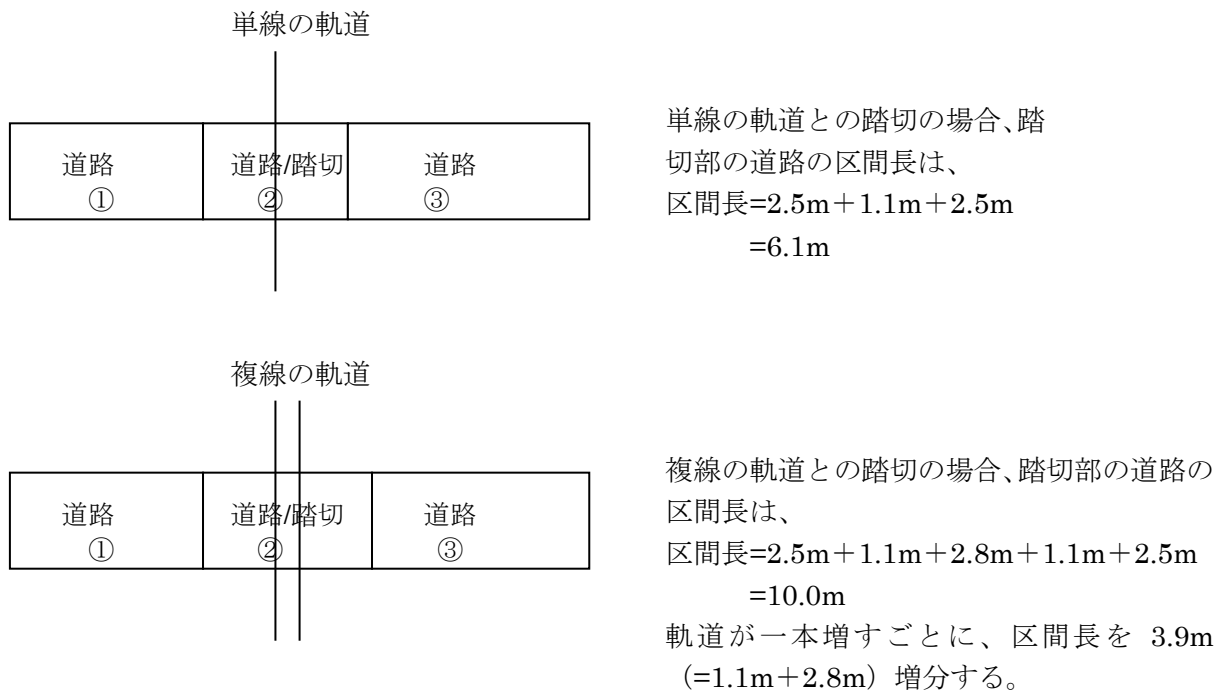 単線の軌道
道路 道路/踏切 道路
① ② ③
単線の軌道との踏切の場合、踏
切部の道路の区間長は、
区間長=2.5m+1.1m+2.5m
=6.1m
複線の軌道
道路 道路/踏切 道路
① ② ③
複線の軌道との踏切の場合、踏切部の道路の
区間長は、
区間長=2.5m+1.1m+2.8m+1.1m+2.5m
=10.0m
軌道が一本増すごとに、区間長を 3.9m
(=1.1m+2.8m)増分する。